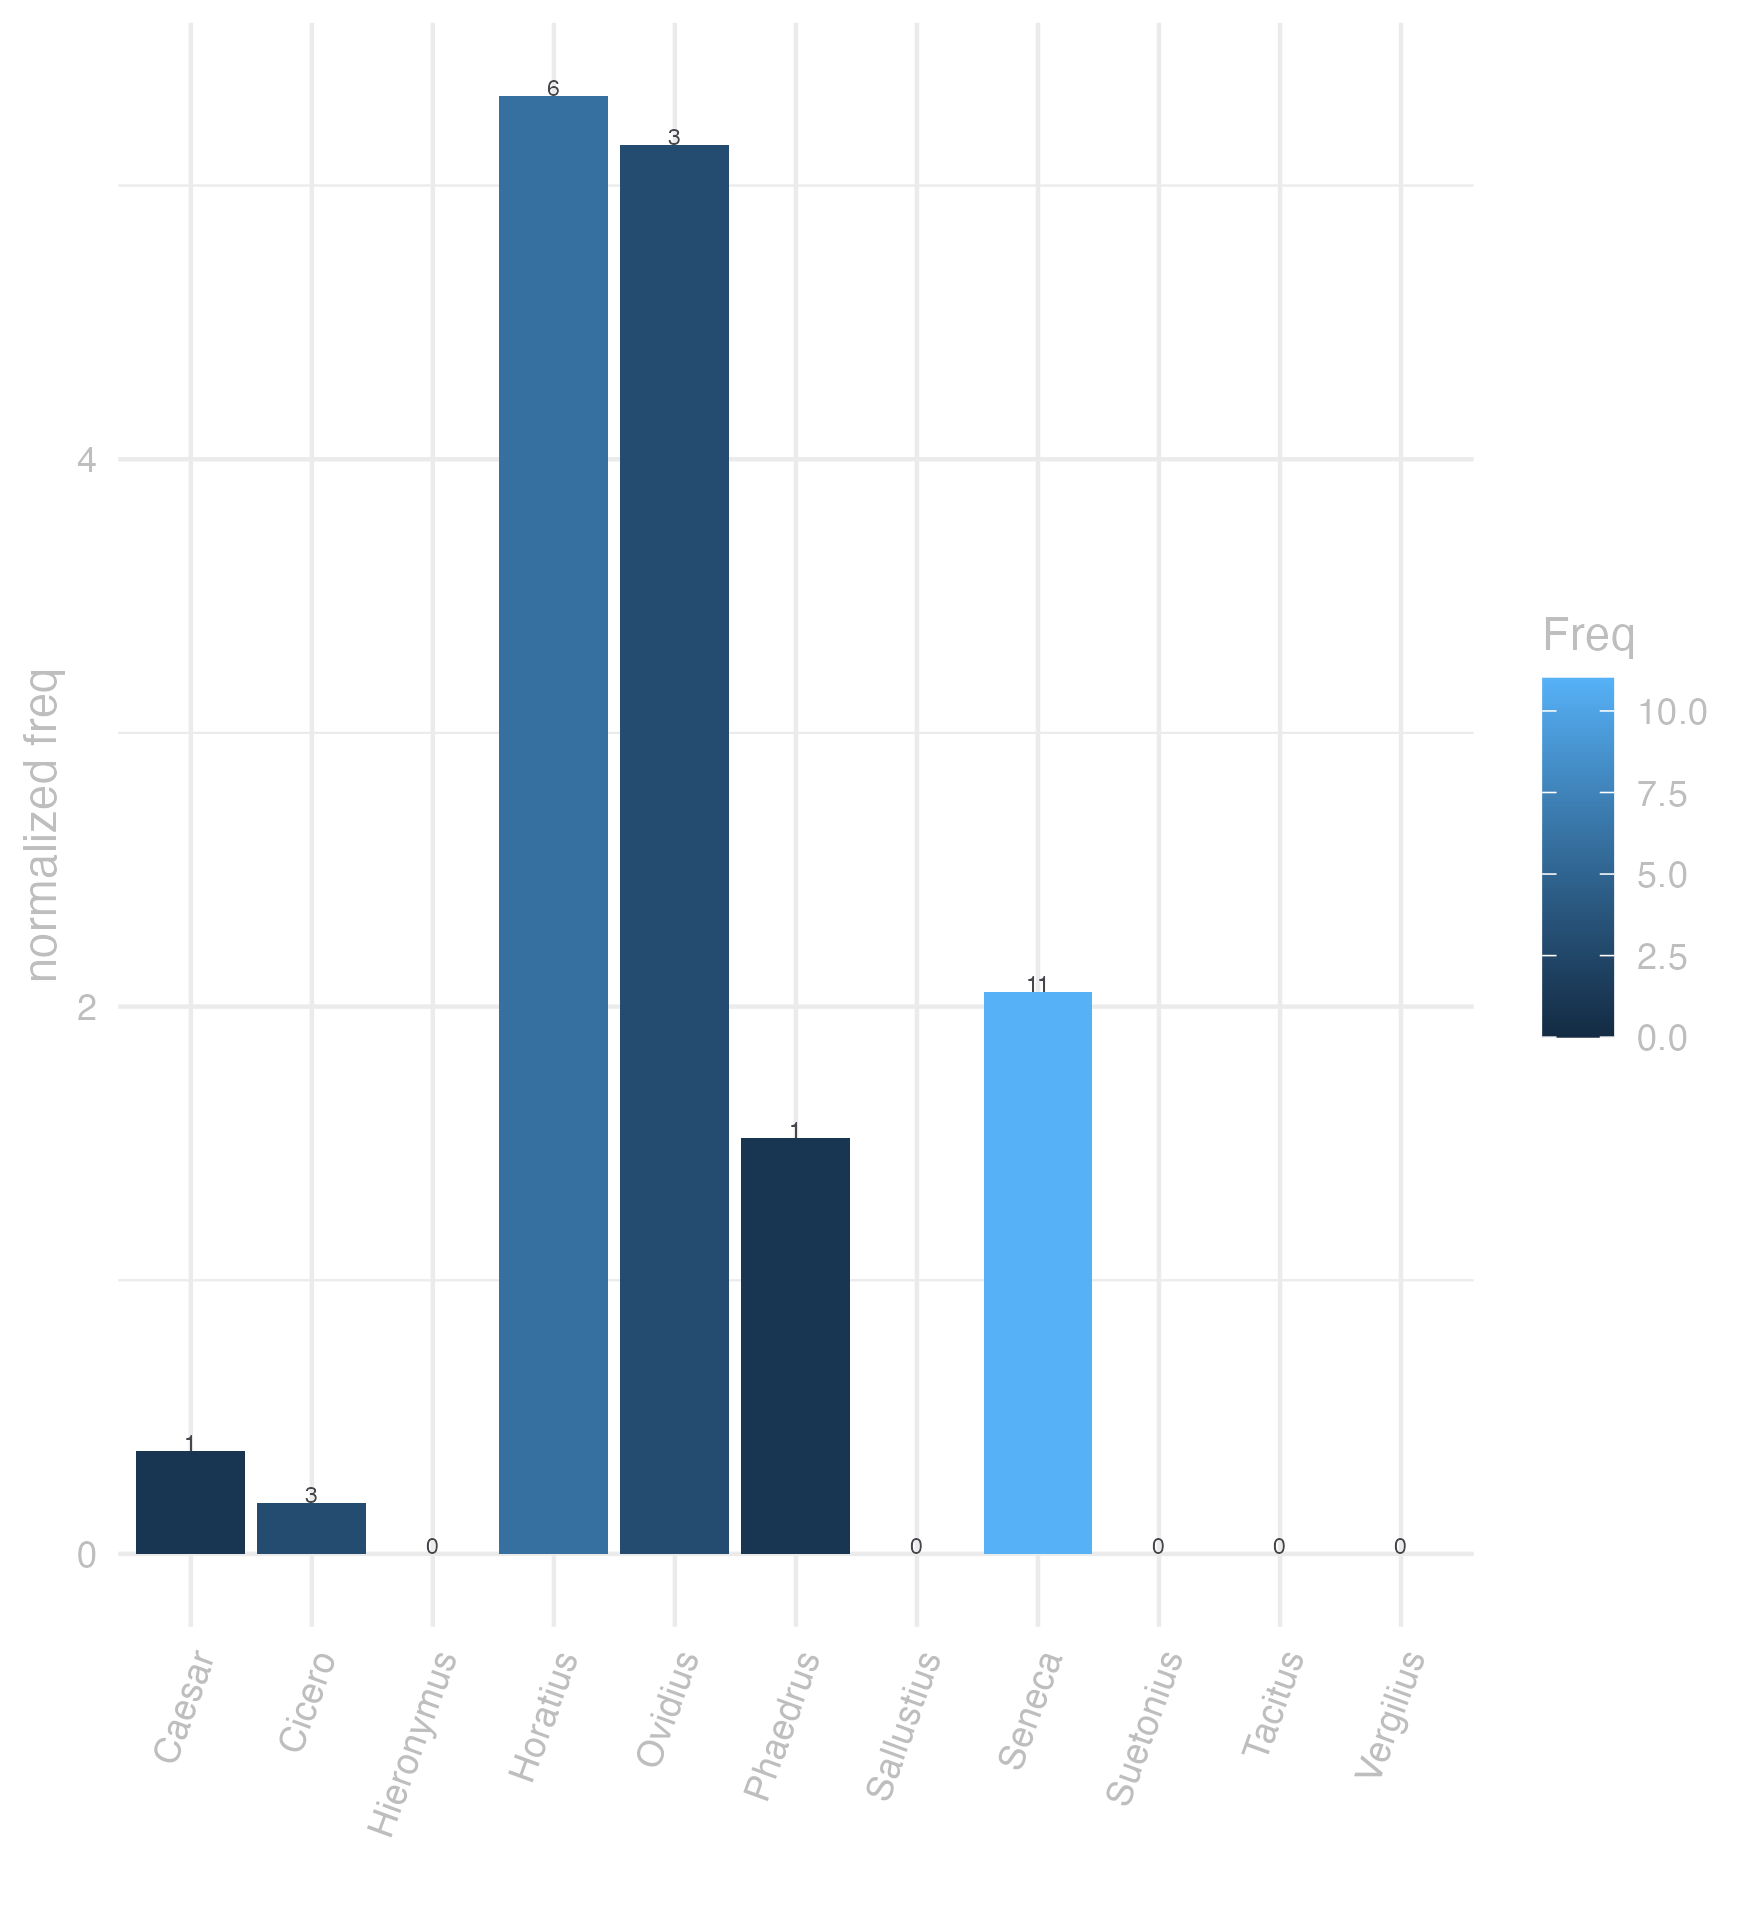 6
3
4
2
0
normalized freq
11
1
1
3
0
0
0
0
0
Caesar
Cicero
Hieronymus
Horatius
Ovidius
Phaedrus
Sallustius
Seneca
Suetonius
Tacitus
Vergilius
Freq
10.0
7.5
5.0
2.5
0.0